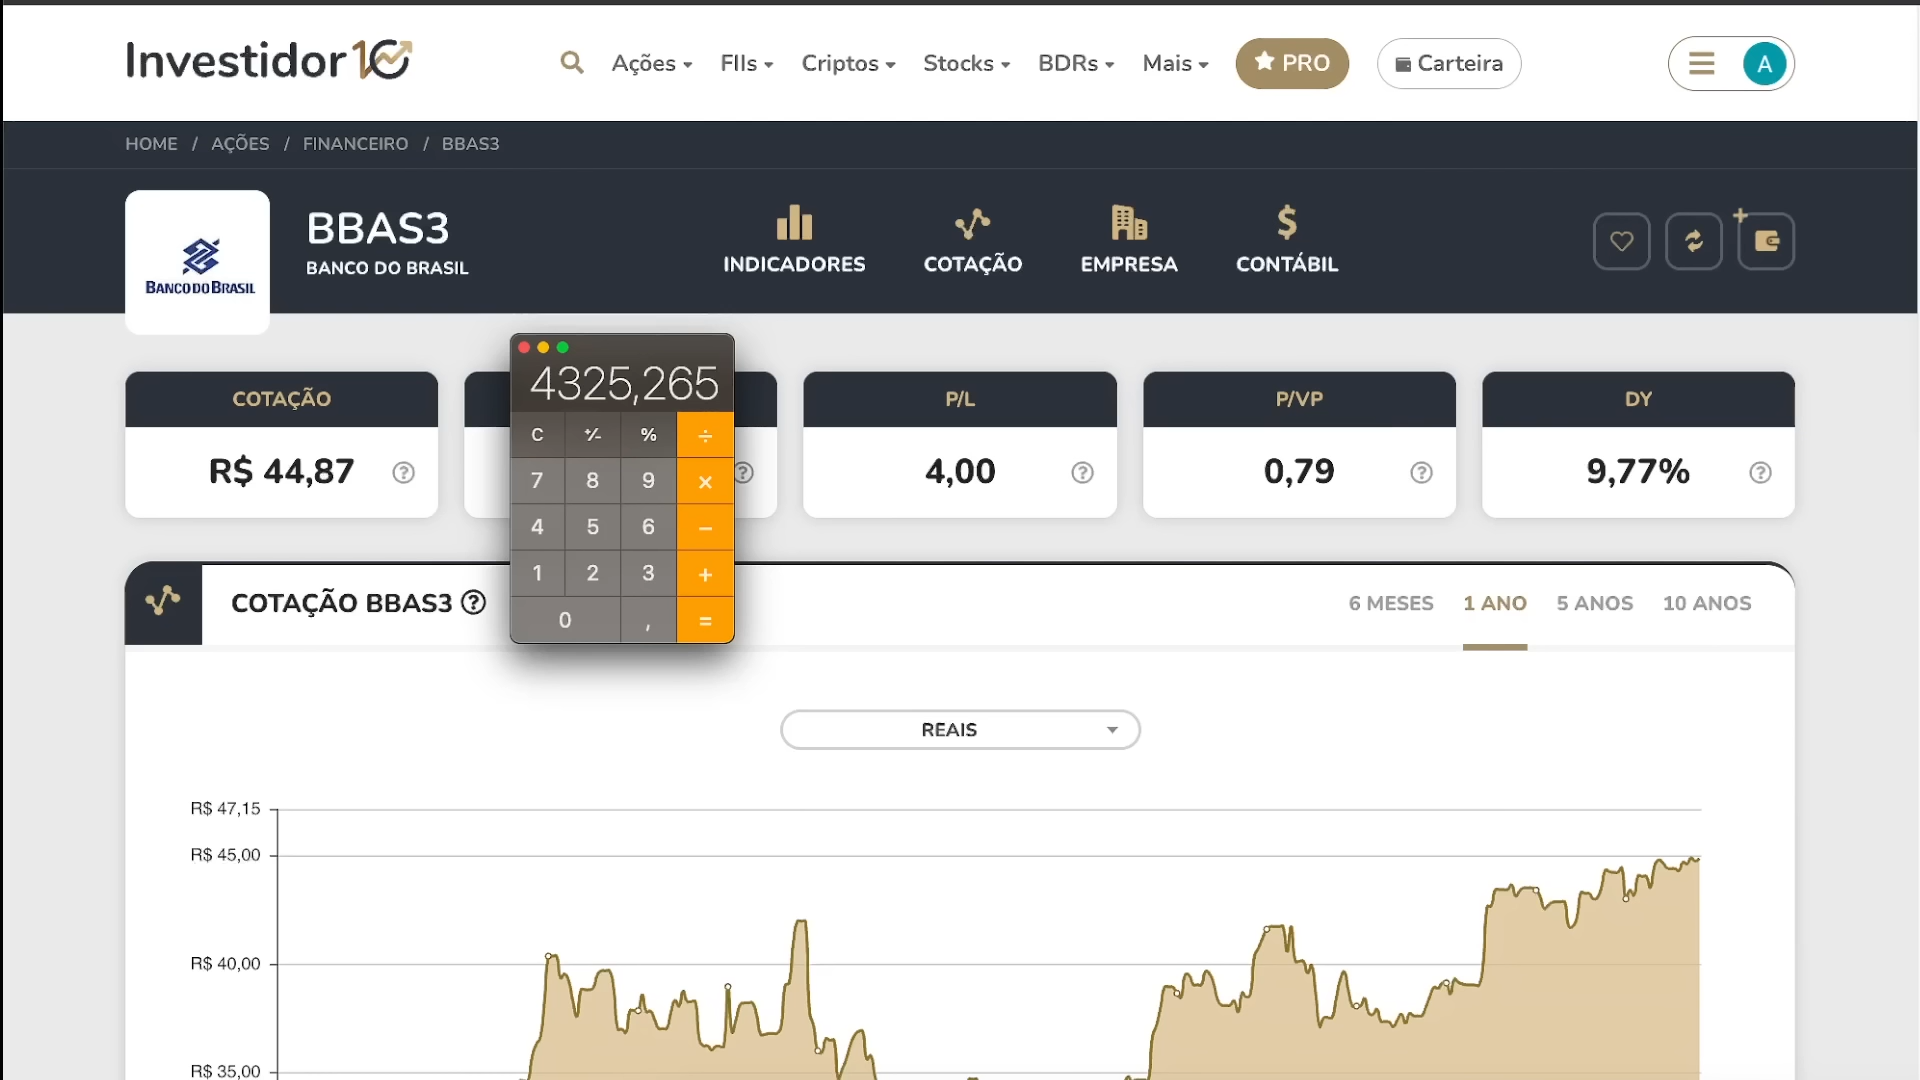 Investidor10
Ações FIIs Criptos Stocks BDRs Mais PRO Carteira A
HOME / AÇÕES / FINANCEIRO / BBAS3
BANCO DO BRASIL
BBAS3
BANCO DO BRASIL
INDICADORES COTAÇÃO EMPRESA CONTÁBIL
COTAÇÃO
R$ 44,87 ?
?
P/L
4,00 ?
P/VP
0,79 ?
DY
9,77% ?
4325,265
C +/- % ÷
7 8 9 ×
4 5 6 −
1 2 3 +
0 , =
COTAÇÃO BBAS3 ?
6 MESES 1 ANO 5 ANOS 10 ANOS
REAIS
R$ 47,15
R$ 45,00
R$ 40,00
R$ 35,00